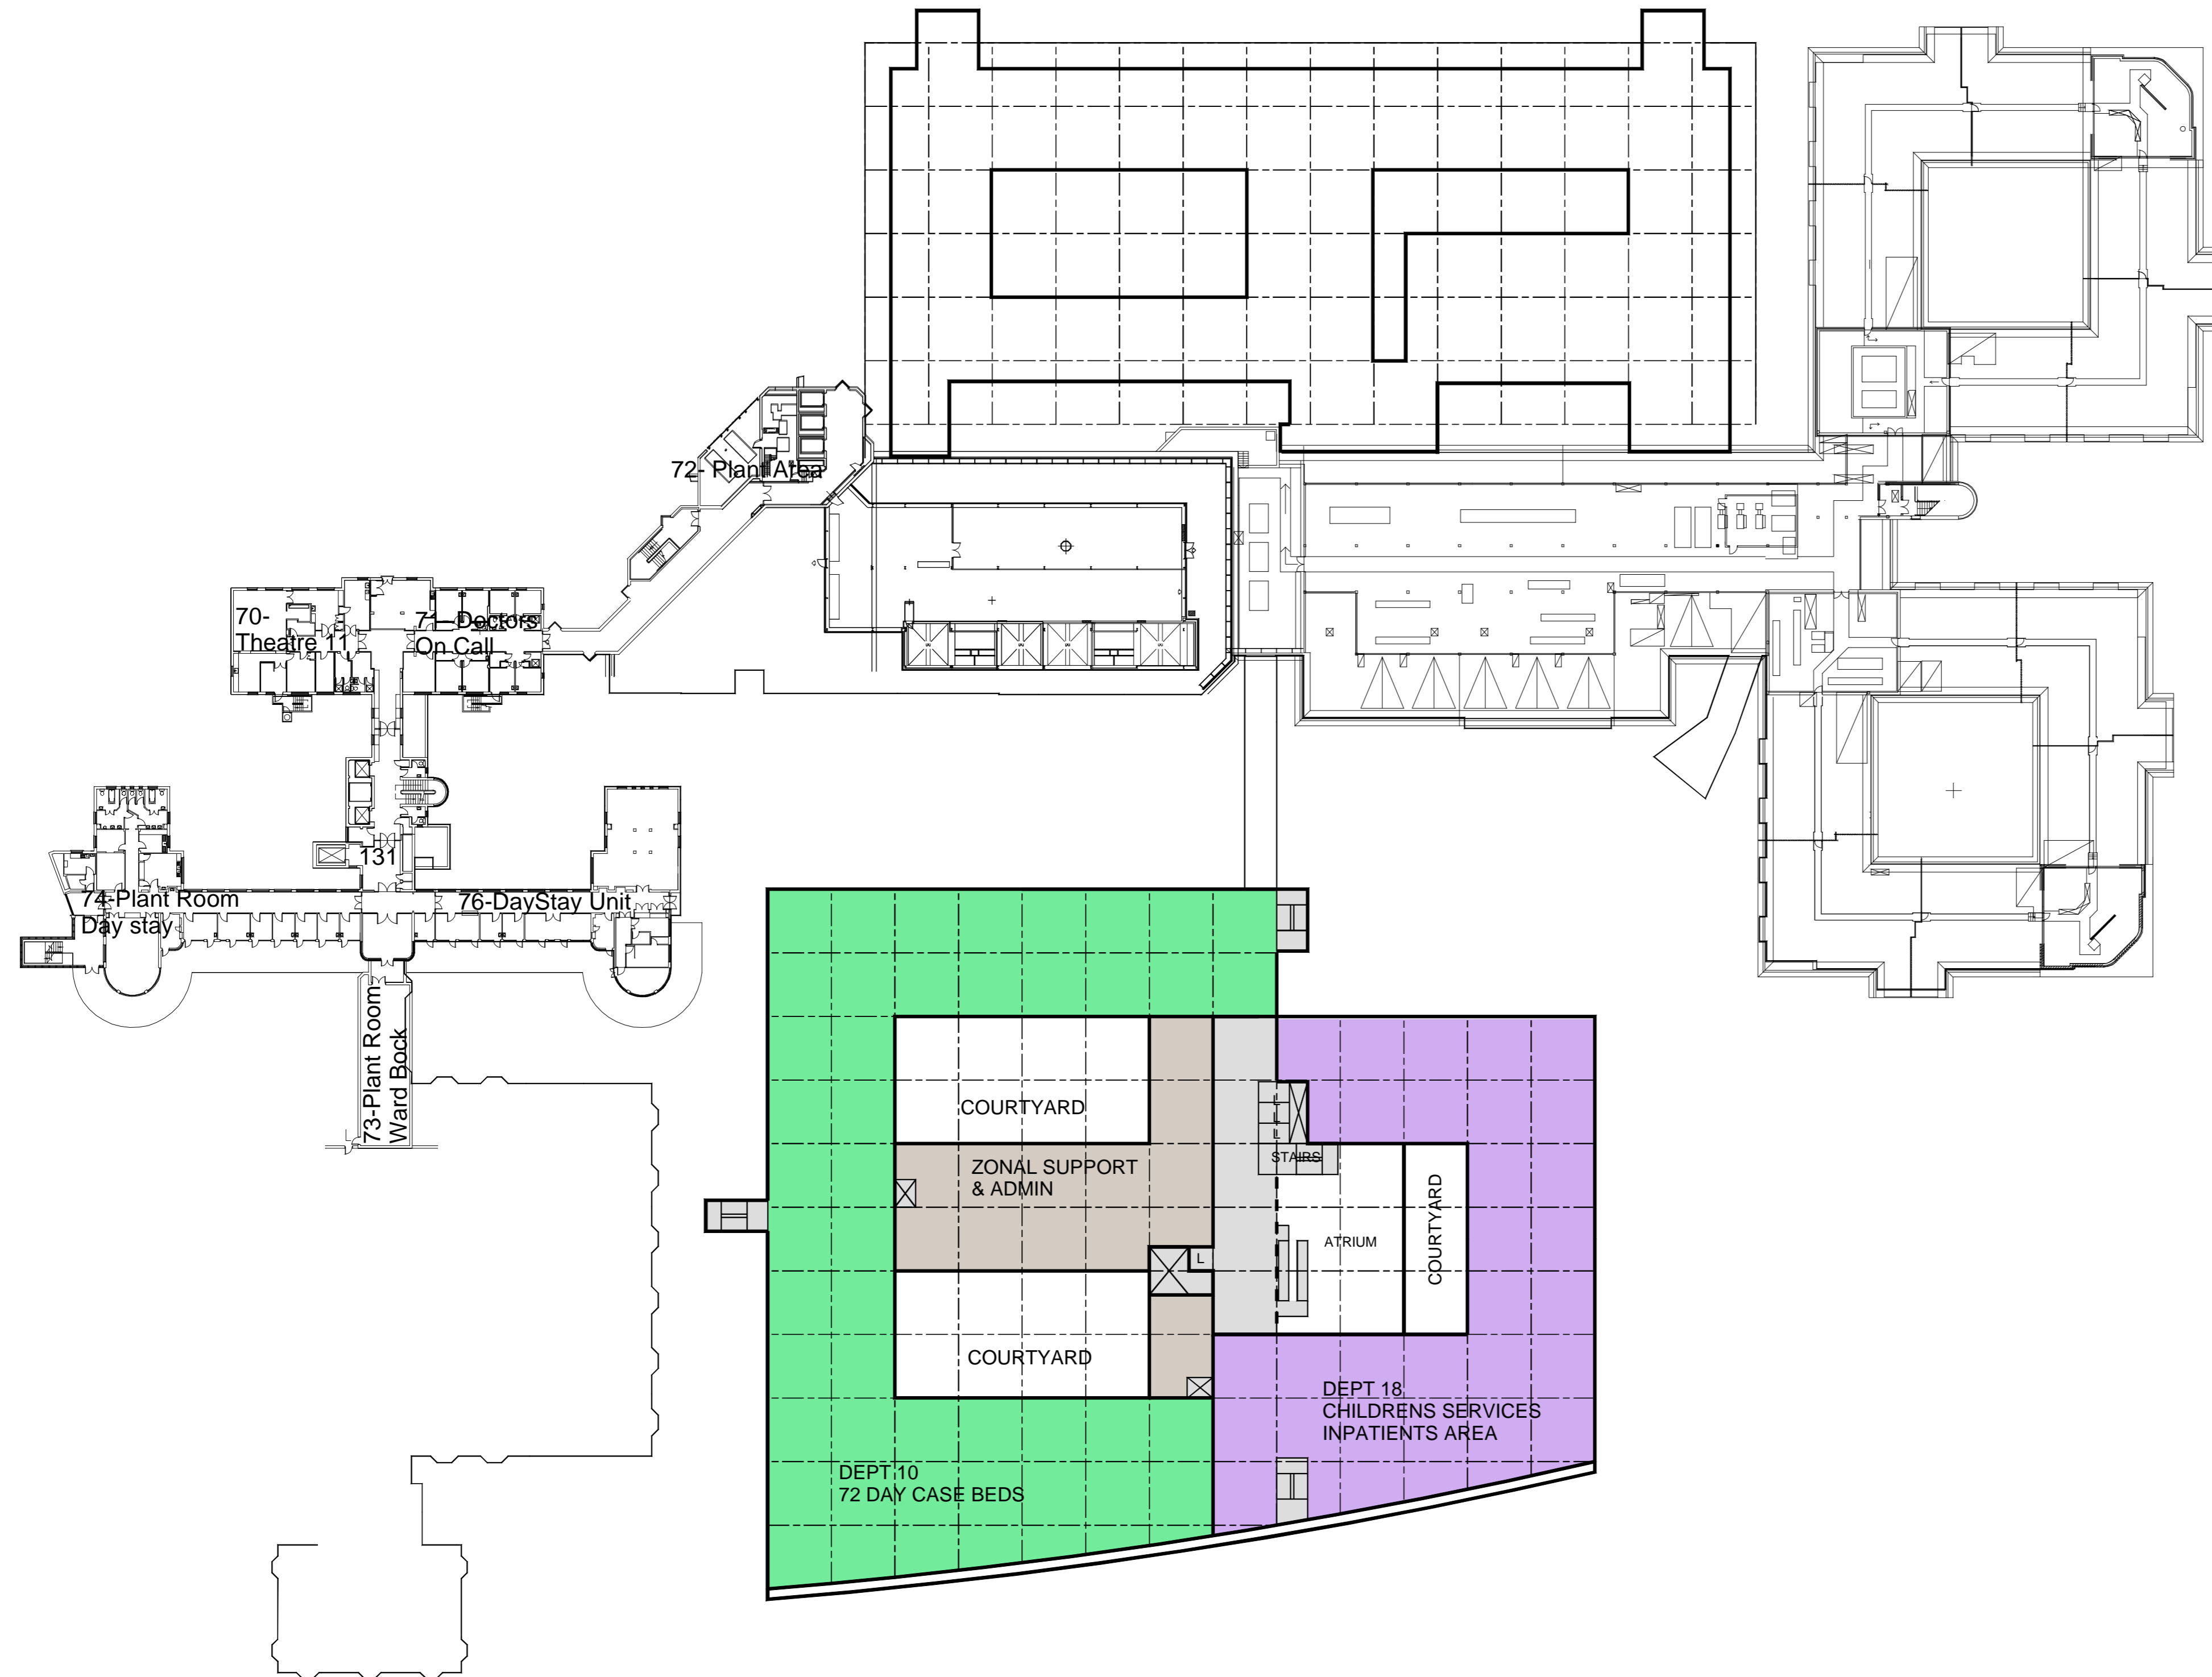 72- Plant Area
70-
Theatre 11
71- Doctors
On Call
131
74-Plant Room
Day stay
76-DayStay Unit
73-Plant Room
Ward Bock
COURTYARD
L
L
L
STAIRS
ZONAL SUPPORT
& ADMIN
COURTYARD
ATRIUM
L
COURTYARD
DEPT 18
CHILDRENS SERVICES
INPATIENTS AREA
DEPT 10
72 DAY CASE BEDS